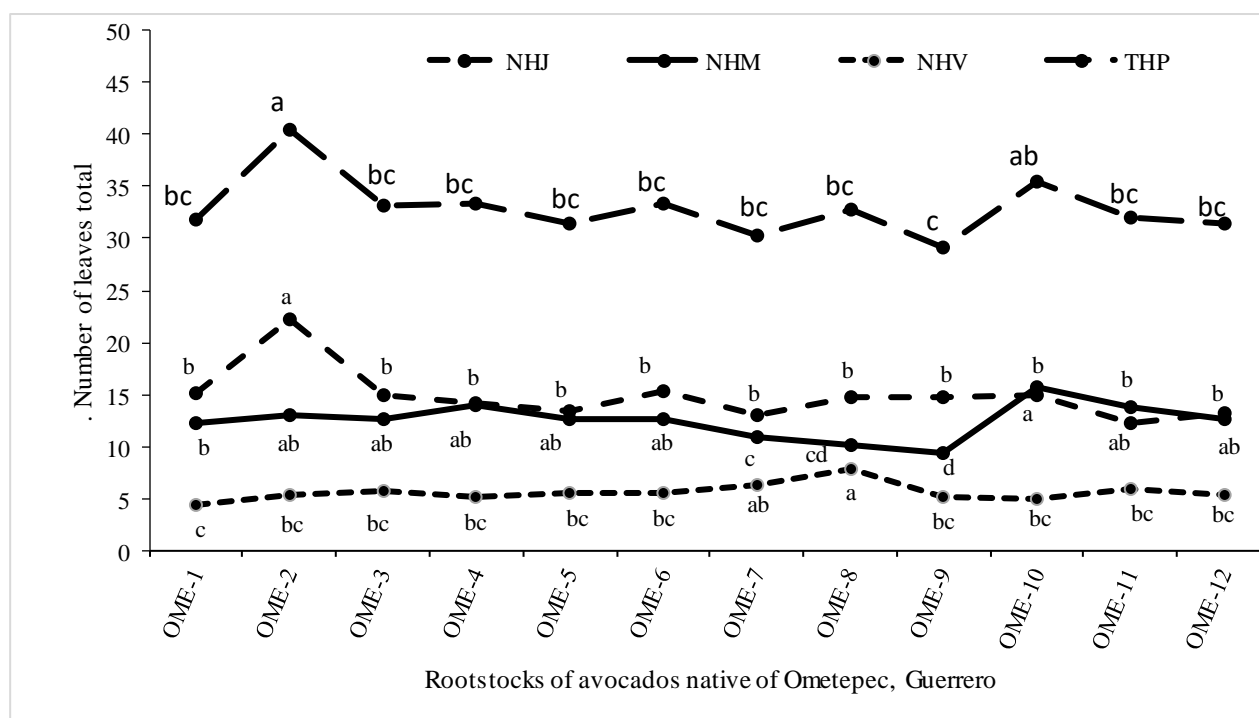 50
45
40
35
30
25
20
15
10
5
0
. Number of leaves total
NHJ NHM NHV THP
bc a bc bc bc bc bc bc c ab bc bc
b a b b b b b b b b b b
b ab ab ab ab ab c cd d a ab ab
c bc bc bc bc bc ab a bc bc bc bc
OME-1 OME-2 OME-3 OME-4 OME-5 OME-6 OME-7 OME-8 OME-9 OME-10 OME-11 OME-12
Rootstocks of avocados native of Ometepec, Guerrero